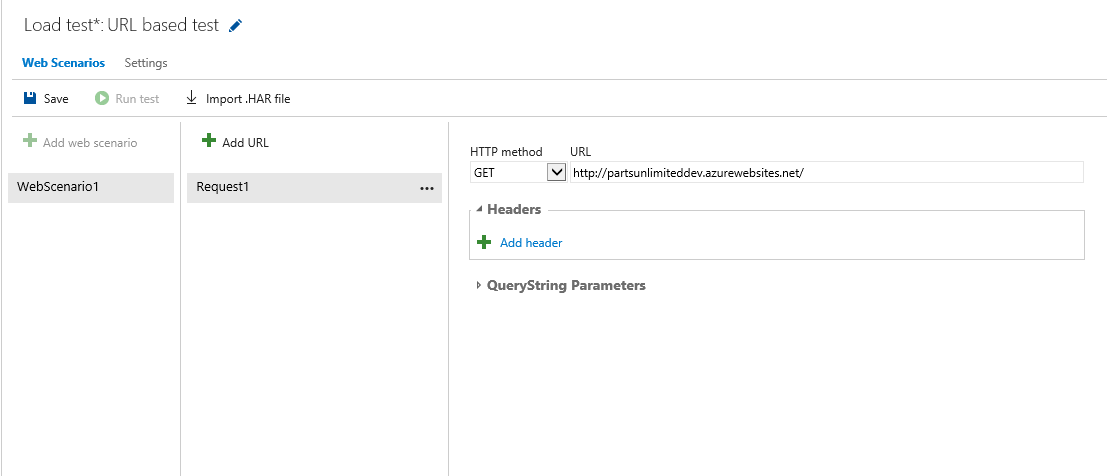 Load test*: URL based test
Web Scenarios Settings
Save Run test Import .HAR file
Add web scenario
Add URL
WebScenario1
Request1 ...
HTTP method URL
GET http://partsunlimiteddev.azurewebsites.net/
Headers
Add header
QueryString Parameters